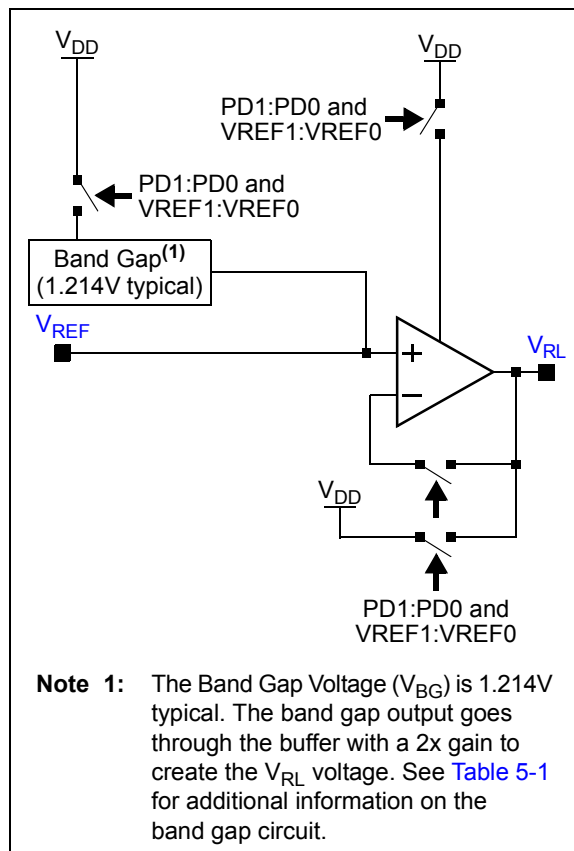 VDD
VDD
PD1:PD0 and
VREF1:VREF0
PD1:PD0 and
VREF1:VREF0
Band Gap(1)
(1.214V typical)
VREF
VRL
+
−
VDD
PD1:PD0 and
VREF1:VREF0
Note 1: The Band Gap Voltage (VBG) is 1.214V
typical. The band gap output goes
through the buffer with a 2x gain to
create the VRL voltage. See Table 5-1
for additional information on the
band gap circuit.